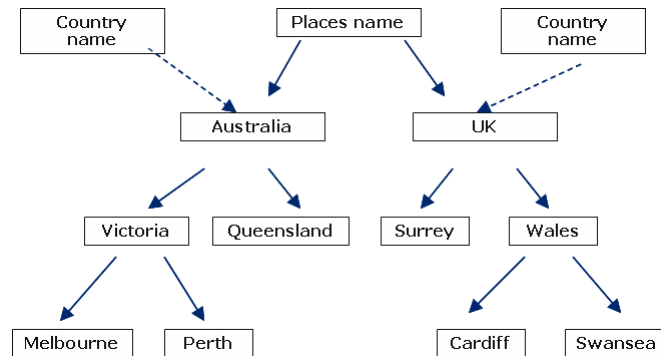 Country
name
Places name
Country
name
Australia
UK
Victoria
Queensland
Surrey
Wales
Melbourne
Perth
Cardiff
Swansea